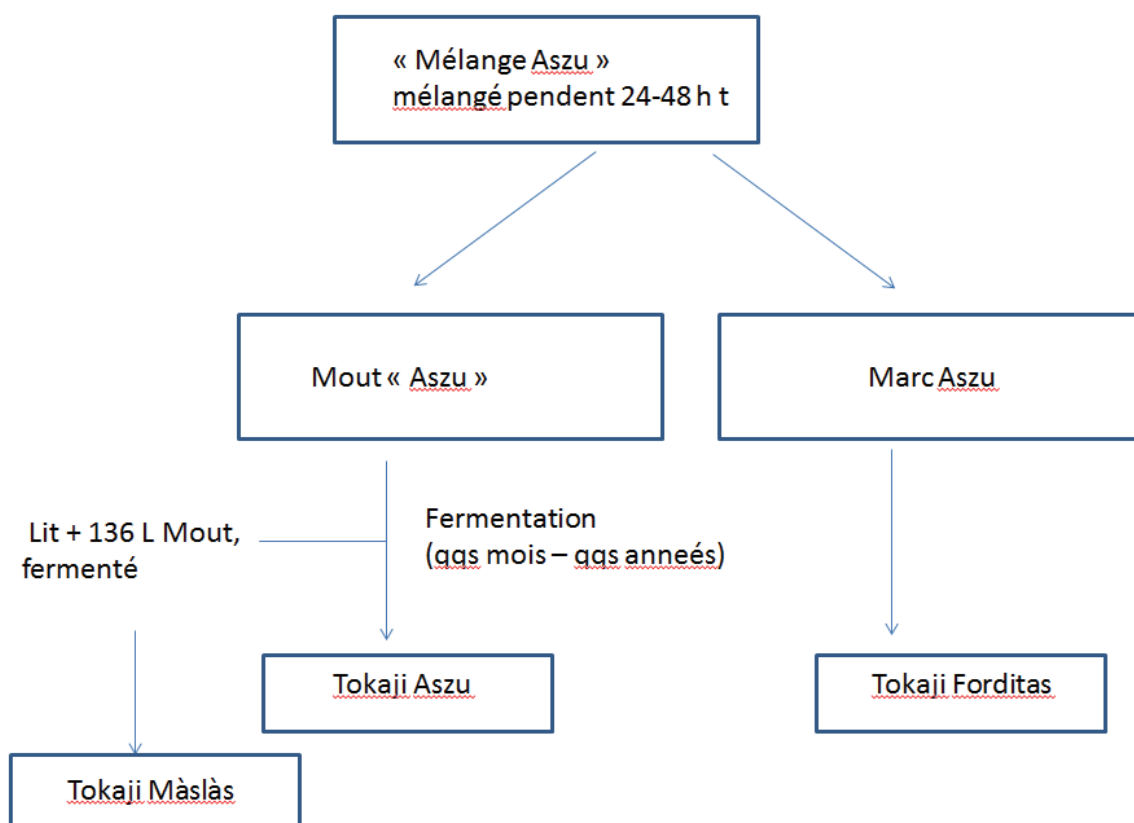 « Mélange Aszu »
mélangé pendent 24-48 h t
Mout « Aszu »
Marc Aszu
Lit + 136 L Mout,
fermenté
Fermentation
(qqs mois – qqs anneés)
Tokaji Aszu
Tokaji Forditas
Tokaji Màslàs